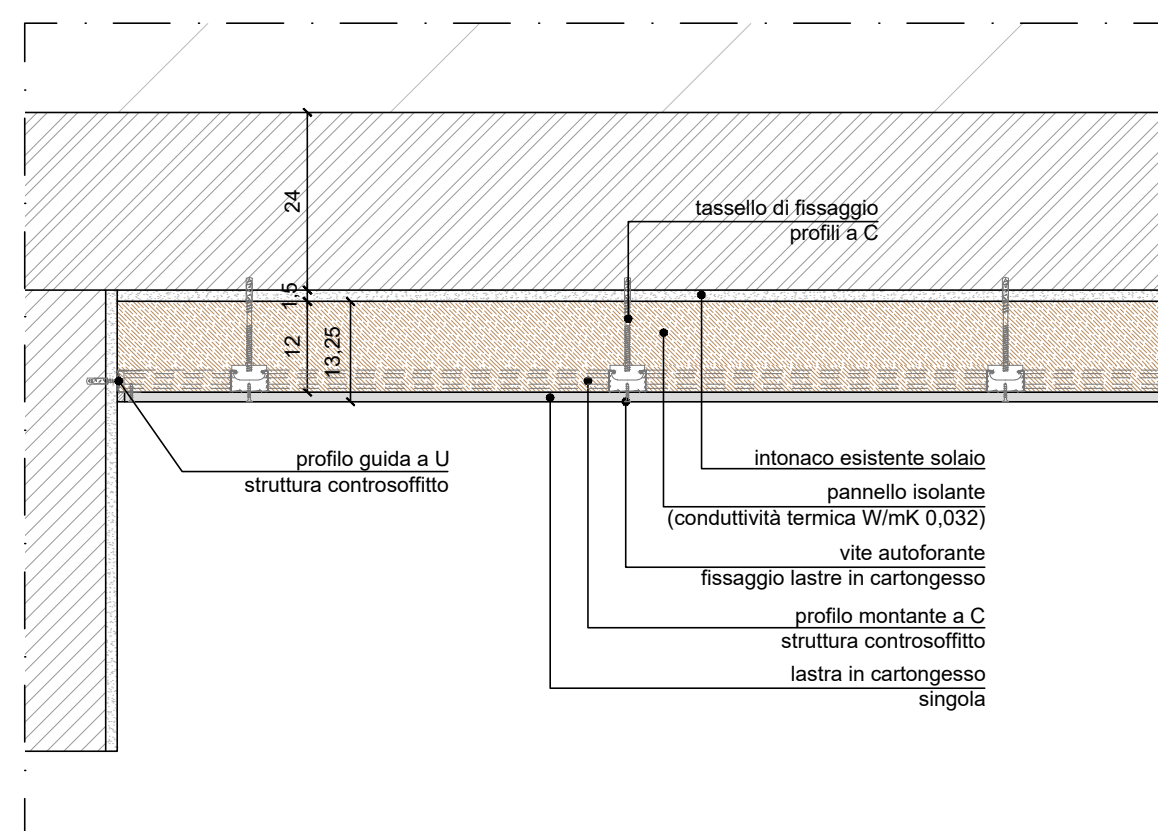 24
tassello di fissaggio
profili a C
1,5
12
13,25
profilo guida a U
struttura controsoffitto
intonaco esistente solaio
pannello isolante
(conduttività termica W/mK 0,032)
vite autoforante
fissaggio lastre in cartongesso
profilo montante a C
struttura controsoffitto
lastra in cartongesso
singola